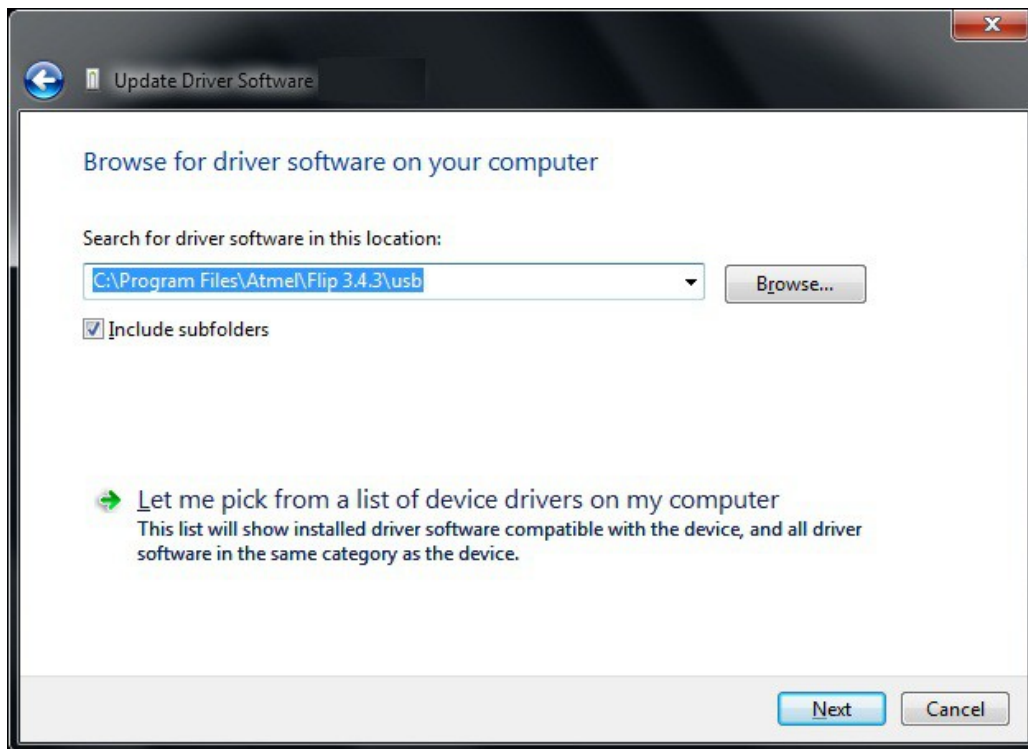 Update Driver Software
Browse for driver software on your computer
Search for driver software in this location:
C:\Program Files\Atmel\Flip 3.4.3\usb
Browse...
Include subfolders
Let me pick from a list of device drivers on my computer
This list will show installed driver software compatible with the device, and all driver
software in the same category as the device.
Next
Cancel